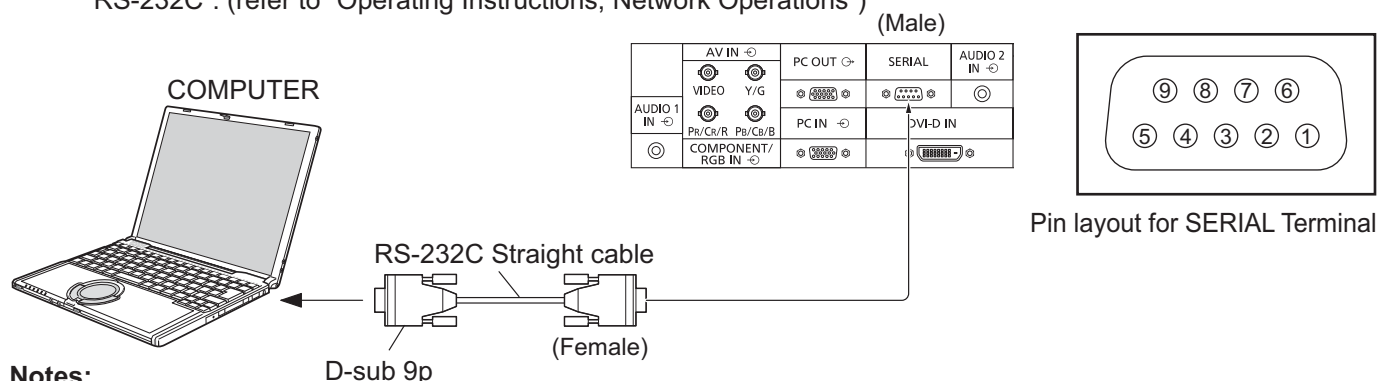 RS-232C : (refer to "Operating Instructions, Network Operations")
(Male)
COMPUTER
AV IN
PC OUT
SERIAL
AUDIO 2
IN
VIDEO
Y/G
AUDIO 1
IN
PR/CR/R
PB/CB/B
PC IN
DVI-D IN
COMPONENT/
RGB IN
9 8 7 6
5 4 3 2 1
Pin layout for SERIAL Terminal
RS-232C Straight cable
(Female)
D-sub 9p
Notes: